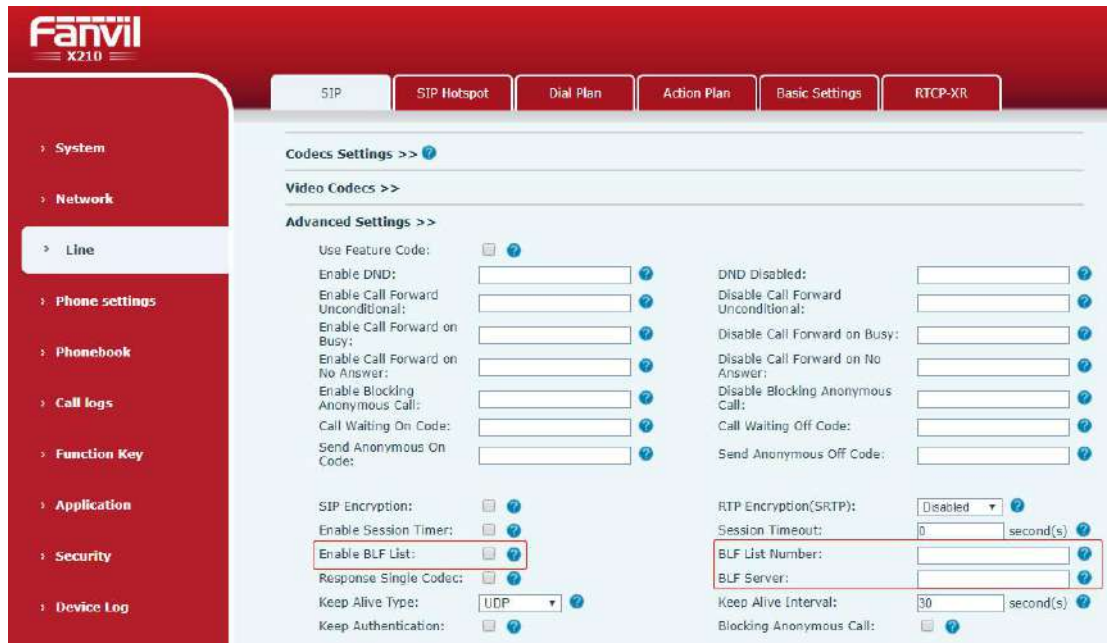 Fanvil
X210
SIP
SIP Hotspot
Dial Plan
Action Plan
Basic Settings
RTCP-XR
› System
› Network
› Line
› Phone settings
› Phonebook
› Call logs
› Function Key
› Application
› Security
› Device Log
Codecs Settings >> ?
Video Codecs >>
Advanced Settings >>
Use Feature Code: ?
Enable DND: ? DND Disabled: ?
Enable Call Forward
Unconditional: ? Disable Call Forward
Unconditional: ?
Enable Call Forward on
Busy: ? Disable Call Forward on Busy: ?
Enable Call Forward on
No Answer: ? Disable Call Forward on No
Answer: ?
Enable Blocking
Anonymous Call: ? Disable Blocking Anonymous
Call: ?
Call Waiting On Code: ? Call Waiting Off Code: ?
Send Anonymous On
Code: ? Send Anonymous Off Code: ?
SIP Encryption: ? RTP Encryption(SRTP): Disabled ?
Enable Session Timer: ? Session Timeout: 0 second(s) ?
Enable BLF List: ? BLF List Number: ?
Response Single Codec: ? BLF Server: ?
Keep Alive Type: UDP ? Keep Alive Interval: 30 second(s) ?
Keep Authentication: ? Blocking Anonymous Call: ?